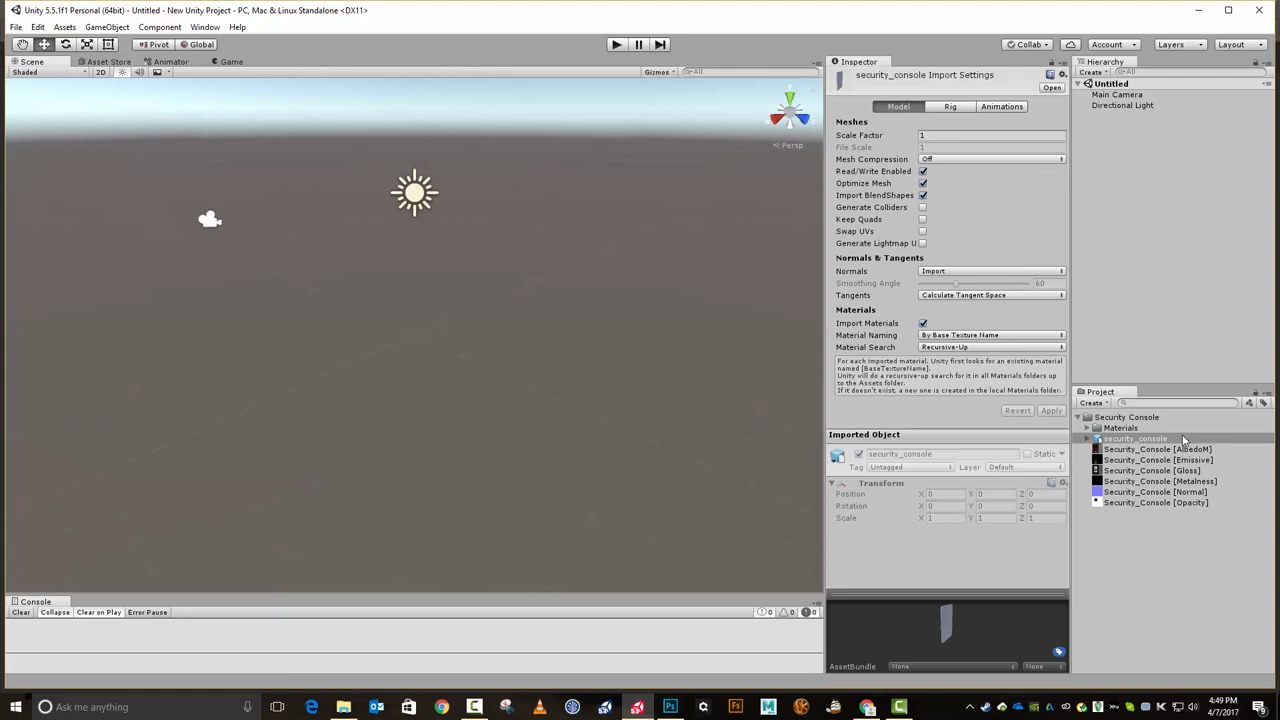 Unity 5.5.1f1 Personal (64bit) - Untitled - New Unity Project - PC, Mac & Linux Standalone <DX11>
File Edit Assets GameObject Component Window Help
Pivot Global Collab Account Layers Layout
Scene Asset Store Animator Game
Shaded 2D Gizmos All
Persp
Console
Clear Collapse Clear on Play Error Pause 0 0 0
Inspector
security_console Import Settings
Open
Model Rig Animations
Meshes
Scale Factor 1
File Scale 1
Mesh Compression Off
Read/Write Enabled
Optimize Mesh
Import BlendShapes
Generate Colliders
Keep Quads
Swap UVs
Generate Lightmap U
Normals & Tangents
Normals Import
Smoothing Angle 60
Tangents Calculate Tangent Space
Materials
Import Materials
Material Naming By Base Texture Name
Material Search Recursive-Up
For each imported material, Unity first looks for an existing material
named [BaseTextureName].
Unity will do a recursive-up search for it in all Materials folders up
to the Assets folder.
If it doesn't exist, a new one is created in the local Materials folder.
Revert Apply
Imported Object
security_console Static
Tag Untagged Layer Default
Transform
Position X 0 Y 0 Z 0
Rotation X 0 Y 0 Z 0
Scale X 1 Y 1 Z 1
AssetBundle None None
Hierarchy
Create All
Untitled
Main Camera
Directional Light
Project
Create
Security Console
Materials
security_console
Security_Console [AlbedoM]
Security_Console [Emissive]
Security_Console [Gloss]
Security_Console [Metalness]
Security_Console [Normal]
Security_Console [Opacity]
Ask me anything
4:49 PM
4/7/2017